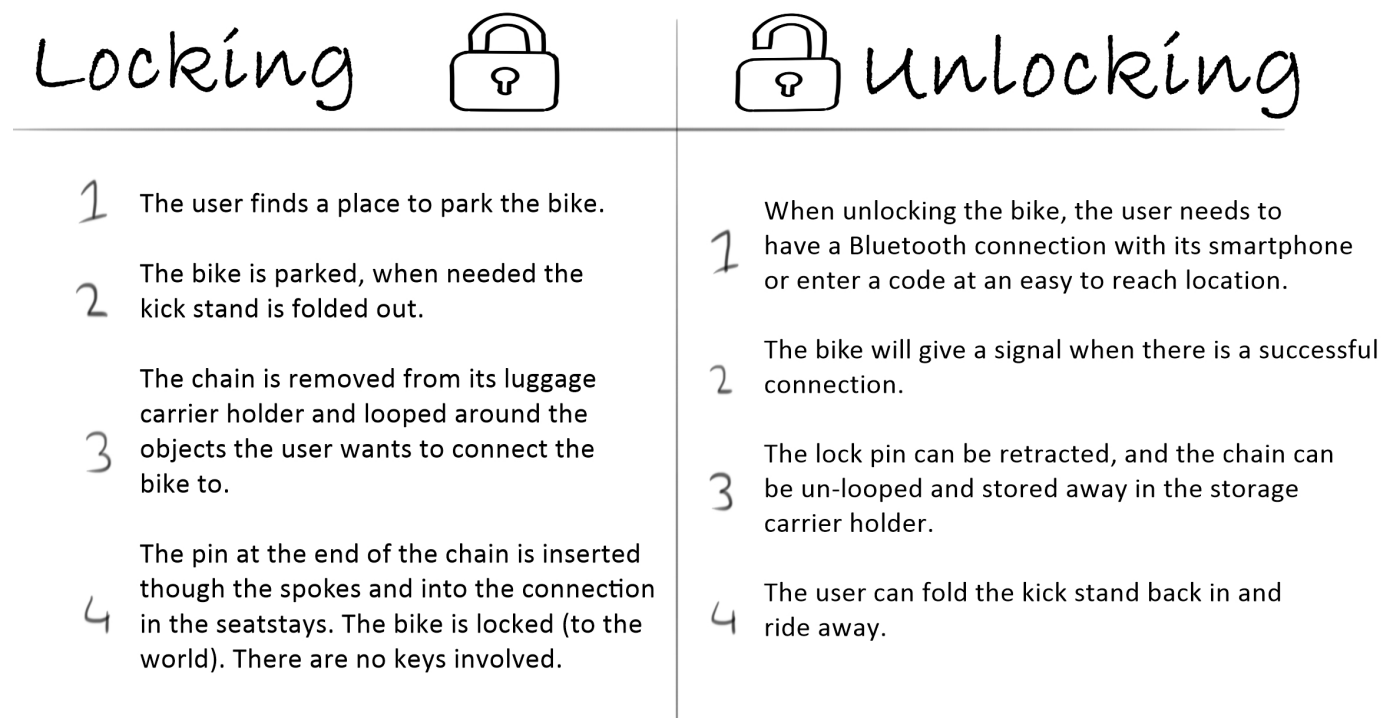 Locking
1
The user finds a place to park the bike.
2
The bike is parked, when needed the
kick stand is folded out.
3
The chain is removed from its luggage
carrier holder and looped around the
objects the user wants to connect the
bike to.
4
The pin at the end of the chain is inserted
though the spokes and into the connection
in the seatstays. The bike is locked (to the
world). There are no keys involved.
Unlocking
1
When unlocking the bike, the user needs to
have a Bluetooth connection with its smartphone
or enter a code at an easy to reach location.
2
The bike will give a signal when there is a successful
connection.
3
The lock pin can be retracted, and the chain can
be un-looped and stored away in the storage
carrier holder.
4
The user can fold the kick stand back in and
ride away.